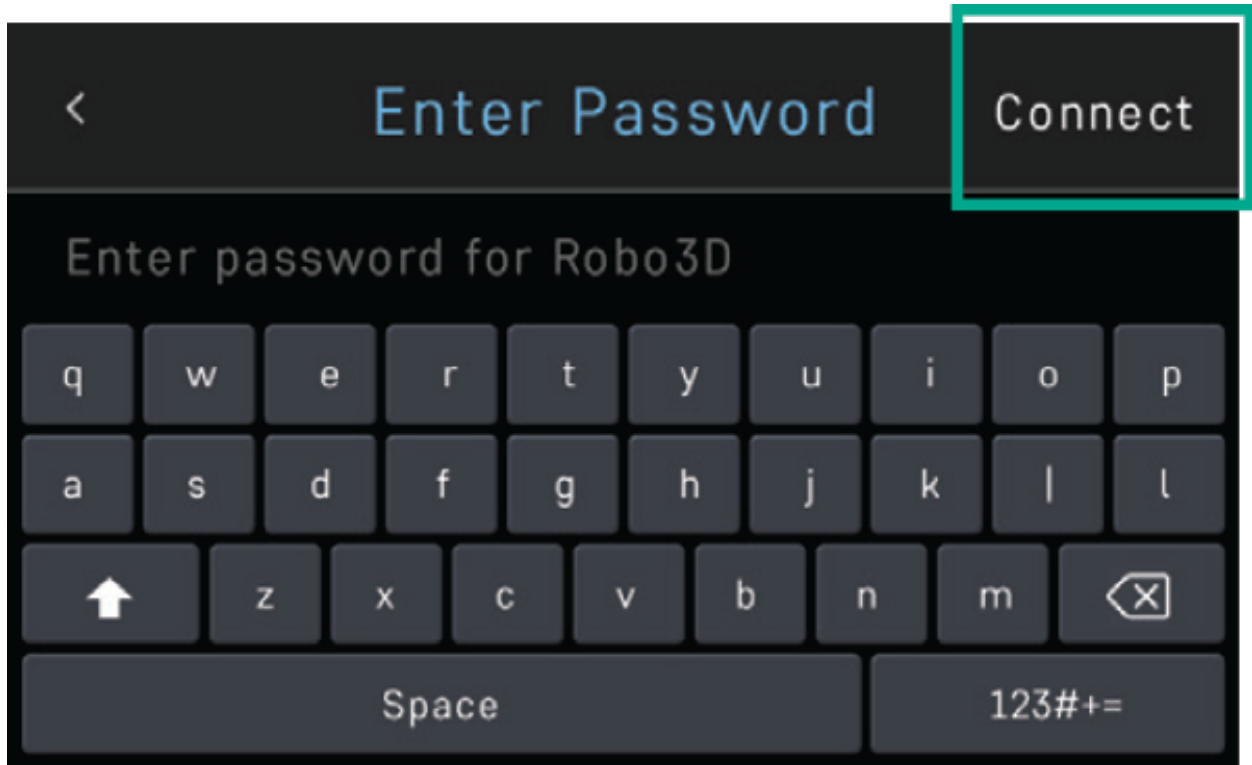 < Enter Password Connect
Enter password for Robo3D
q w e r t y u i o p
a s d f g h j k | l
z x c v b n m
Space 123#+=